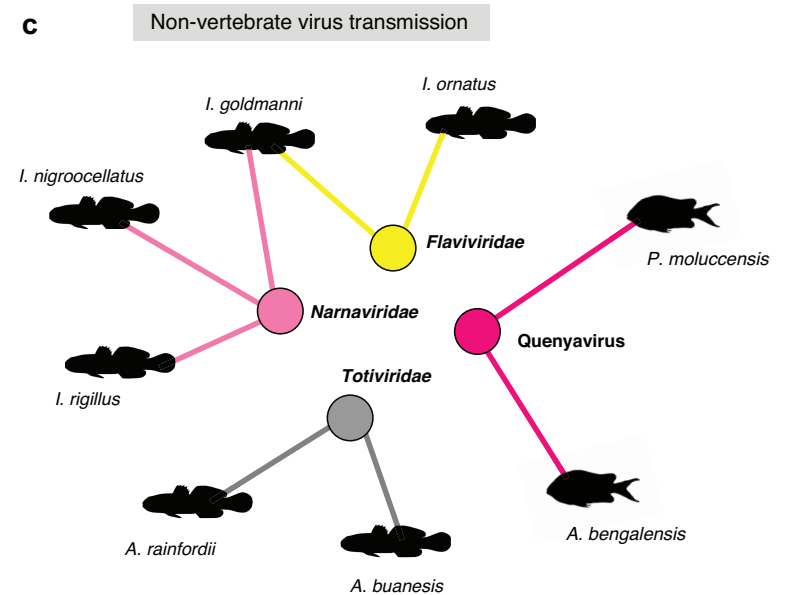 c
Non-vertebrate virus transmission
I. ornatus
I. goldmanni
I. nigroocellatus
Flaviviridae
P. moluccensis
Narnaviridae
Quenyavirus
Totiviridae
I. rigillus
A. bengalensis
A. rainfordii
A. buanesis